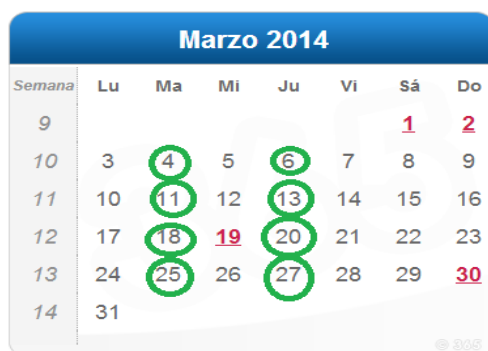 Marzo 2014
Semana Lu Ma Mi Ju Vi Sá Do
9 1 2
10 3 4 5 6 7 8 9
11 10 11 12 13 14 15 16
12 17 18 19 20 21 22 23
13 24 25 26 27 28 29 30
14 31
© 365